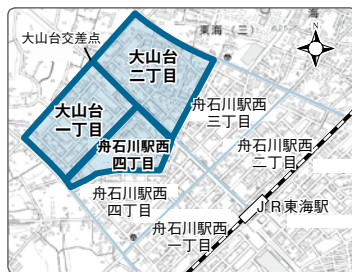 東海（三）
海
N
大山台交差点
大山台
二丁目
大山台
一丁目
舟石川駅西
三丁目
舟石川駅西
四丁目
舟石川駅西
二丁目
舟石川駅西
四丁目
ＪＲ東海駅
舟石川駅西
一丁目